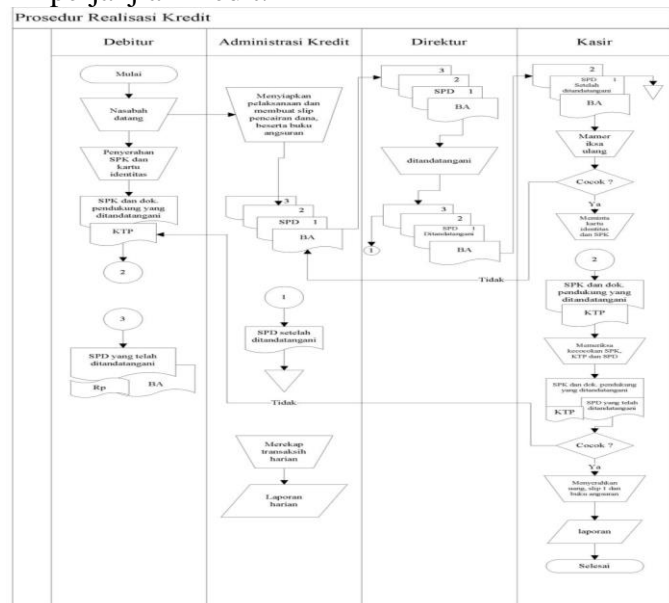 Prosedur Realisasi Kredit
Debitur
Administrasi Kredit
Direktur
Kasir
Mulai
Nasabah
datang
Penyerahan
SPK dan
kartu
identitas
SPK dan dok.
pendukung yang
ditandatangani
KTP
2
3
SPD yang telah
ditandatangani
Rp
BA
Menyiapkan
pelaksanaan dan
membuat slip
pencairan dana,
beserta buku
angsuran
3
2
SPD 1
BA
1
SPD setelah
ditandatangani
Tidak
Merekap
transaksih
harian
Laporan
harian
3
2
SPD 1
BA
ditandatangani
3
2
SPD 1
Ditandatangani
BA
1
Tidak
2
SPD 1
Setelah
ditandatangani
BA
Mamer
iksa
ulang
Cocok ?
Ya
Meminta
kartu
identitas
dan SPK
2
SPK dan dok.
pendukung yang
ditandatangani
KTP
Memeriksa
kecocokan SPK,
KTP dan SPD
SPK dan dok. pendukung
yang ditandatangani
SPD yang telah
ditandatangani
KTP
Cocok ?
Ya
Menyerahkan
uang, slip 1 dan
buku angsuran
laporan
Selesai